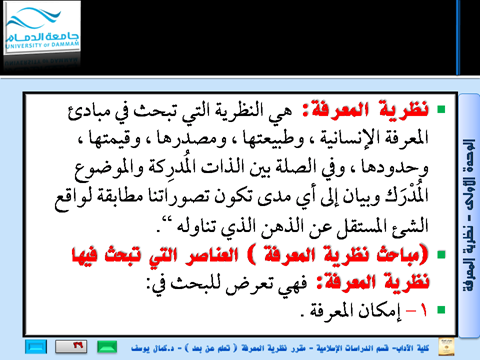 جامعة الدمام
UNIVERSITY OF DAMMAM
نظرية المعرفة: هي النظرية التي تبحث في مبادئ
المعرفة الإنسانية ، وطبيعتها ، ومصدرها ، وقيمتها ،
وحدودها ، وفي الصلة بين الذات المُدرِكة والموضوع
المُدْرَك وبيان إلى أي مدى تكون تصوراتنا مطابقة لواقع
الشئ المستقل عن الذهن الذي تناوله “.
(مباحث نظرية المعرفة ) العناصر التي تبحث فيها
نظرية المعرفة: فهي تعرض للبحث في:
١- إمكان المعرفة .
الوحدة الأولى - نظرية المعرفة
كلية الآداب- قسم الدراسات الإسلامية - مقرر نظرية المعرفة ( تعلم عن بعد ) - د.كمال يوسف